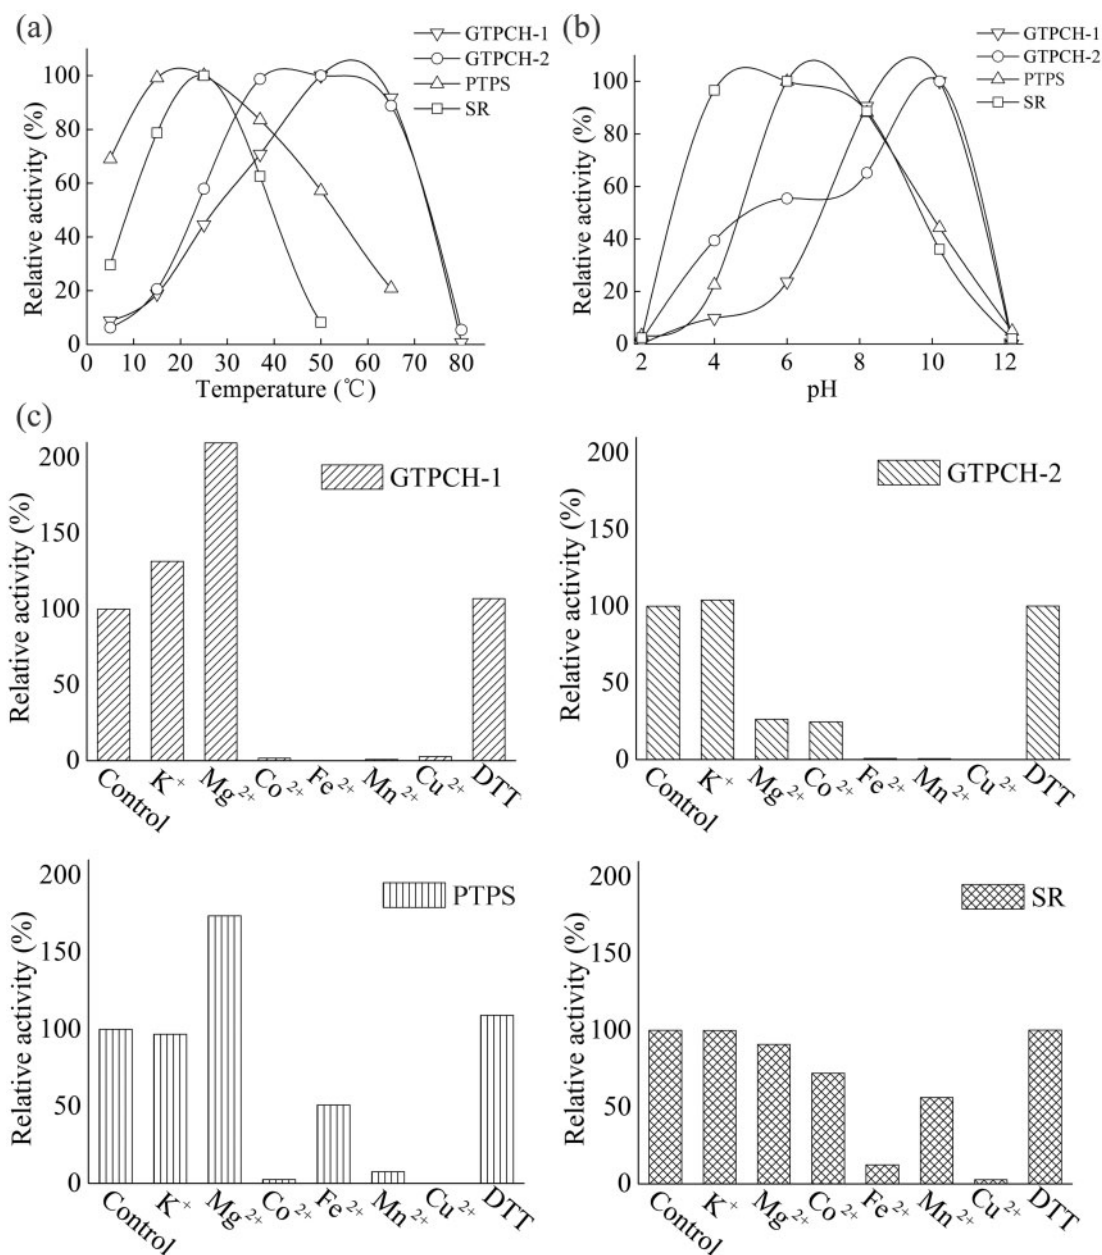 (a)
GTPCH-1
GTPCH-2
PTPS
SR
100
80
60
40
20
0
Relative activity (%)
0 10 20 30 40 50 60 70 80
Temperature (℃)
(b)
GTPCH-1
GTPCH-2
PTPS
SR
100
80
60
40
20
0
Relative activity (%)
2 4 6 8 10 12
pH
(c)
GTPCH-1
200
150
100
50
0
Relative activity (%)
Control K+ Mg2+ Co2+ Fe2+ Mn2+ Cu2+ DTT
GTPCH-2
200
150
100
50
0
Relative activity (%)
Control K+ Mg2+ Co2+ Fe2+ Mn2+ Cu2+ DTT
PTPS
200
150
100
50
0
Relative activity (%)
Control K+ Mg2+ Co2+ Fe2+ Mn2+ Cu2+ DTT
SR
200
150
100
50
0
Relative activity (%)
Control K+ Mg2+ Co2+ Fe2+ Mn2+ Cu2+ DTT